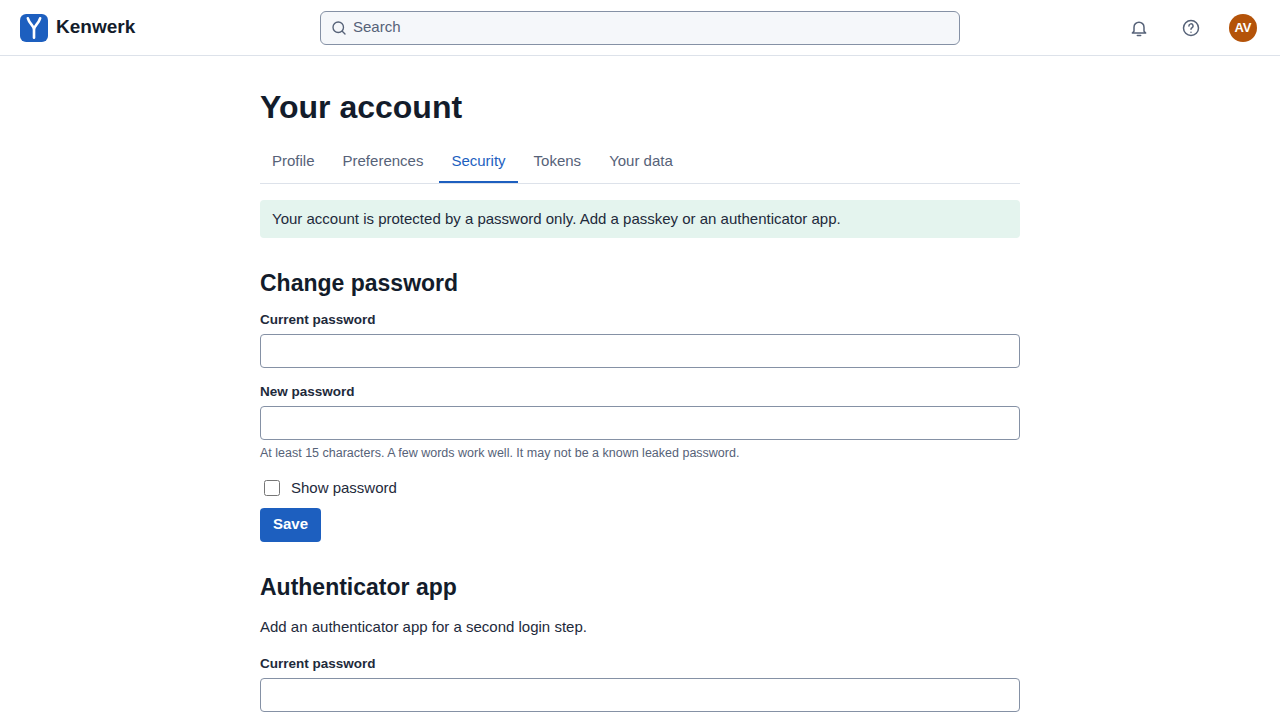 Kenwerk
Search
AV
Your account
Profile Preferences Security Tokens Your data
Your account is protected by a password only. Add a passkey or an authenticator app.
Change password
Current password
New password
At least 15 characters. A few words work well. It may not be a known leaked password.
Show password
Save
Authenticator app
Add an authenticator app for a second login step.
Current password